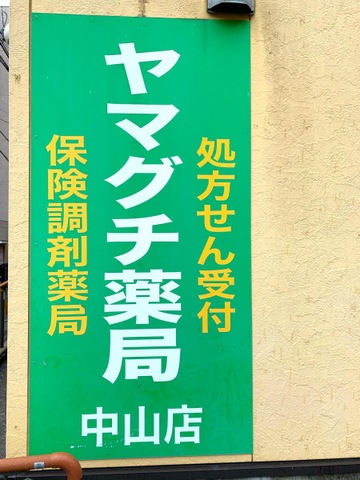 処方せん受付
ヤマグチ薬局
保険調剤薬局
中山店